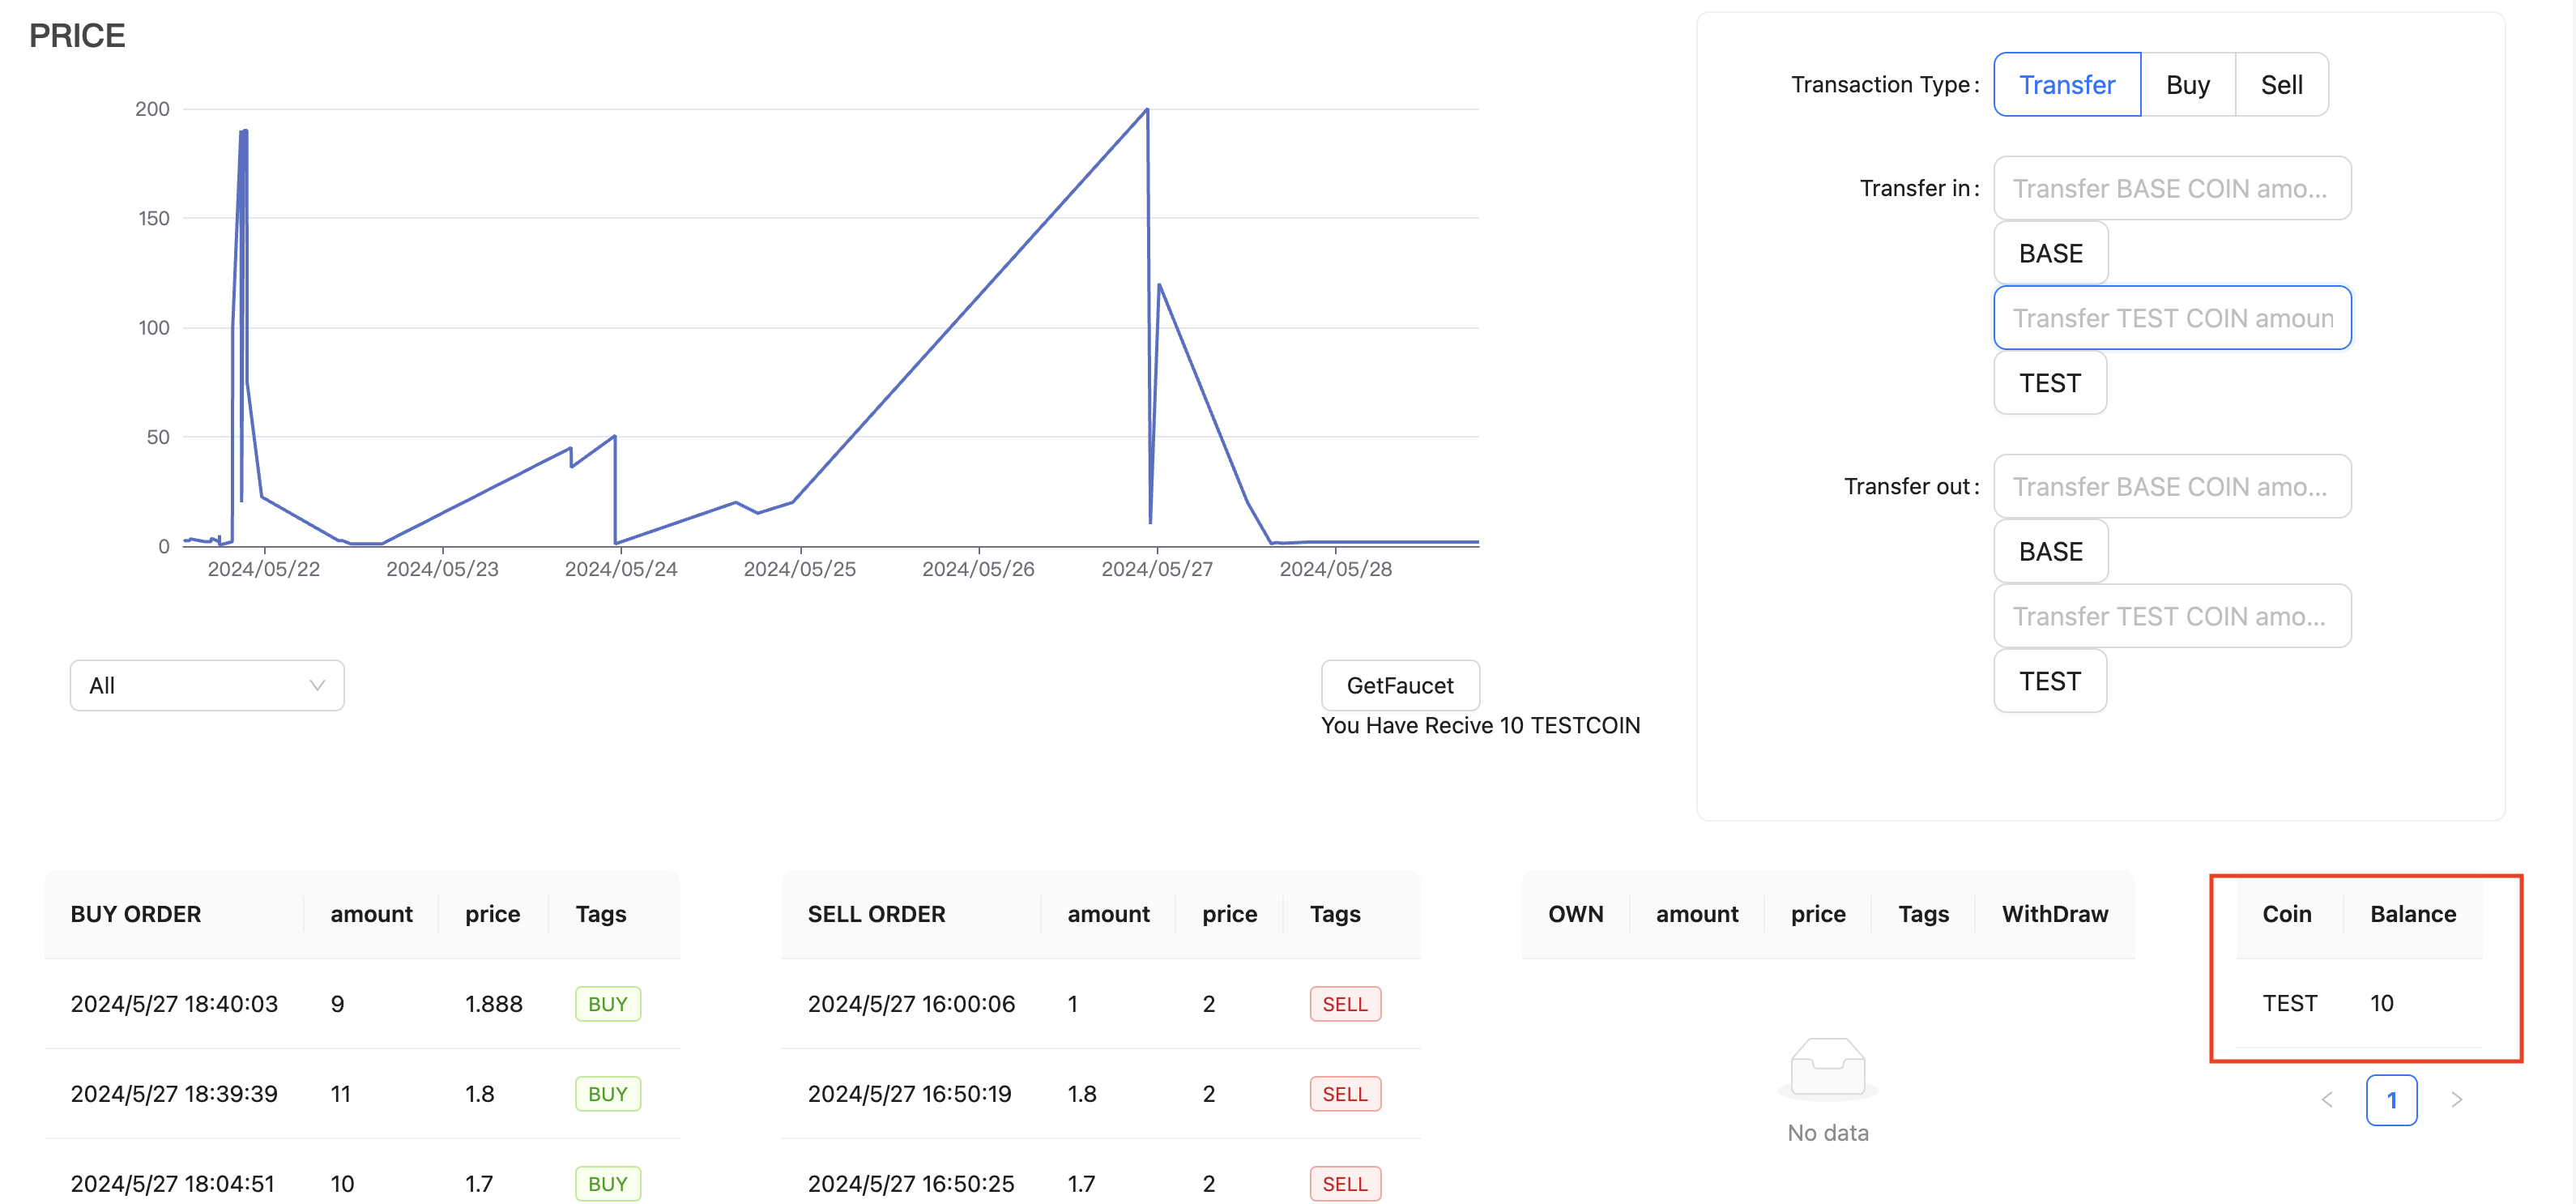 PRICE
200
150
100
50
0
2024/05/22 2024/05/23 2024/05/24 2024/05/25 2024/05/26 2024/05/27 2024/05/28
All
GetFaucet
You Have Recive 10 TESTCOIN
Transaction Type: Transfer Buy Sell
Transfer in: Transfer BASE COIN amo...
BASE
Transfer TEST COIN amoun
TEST
Transfer out: Transfer BASE COIN amo...
BASE
Transfer TEST COIN amo...
TEST
BUY ORDER amount price Tags
2024/5/27 18:40:03 9 1.888 BUY
2024/5/27 18:39:39 11 1.8 BUY
2024/5/27 18:04:51 10 1.7 BUY
SELL ORDER amount price Tags
2024/5/27 16:00:06 1 2 SELL
2024/5/27 16:50:19 1.8 2 SELL
2024/5/27 16:50:25 1.7 2 SELL
OWN amount price Tags WithDraw
No data
Coin Balance
TEST 10
< 1 >